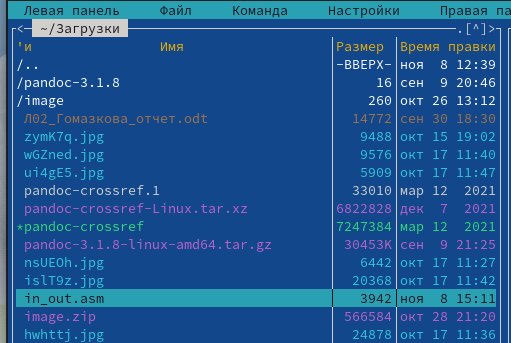 Левая панель Файл Команда Настройки Правая па
<─ ~/Загрузки .[^]>
'и Имя Размер Время правки
/.. -ВВЕРХ- ноя 8 12:39
/pandoc-3.1.8 16 сен 9 20:46
/image 260 окт 26 13:12
Л02_Гомазкова_отчет.odt 14772 сен 30 18:30
zymK7q.jpg 9488 окт 15 19:02
wGZned.jpg 9576 окт 17 11:40
ui4gE5.jpg 5909 окт 17 11:47
pandoc-crossref.1 33010 мар 12 2021
pandoc-crossref-Linux.tar.xz 6822828 дек 7 2021
*pandoc-crossref 7247384 мар 12 2021
pandoc-3.1.8-linux-amd64.tar.gz 30453K сен 9 21:25
nsUEOh.jpg 6442 окт 17 11:27
islT9z.jpg 20368 окт 17 11:42
in_out.asm 3942 ноя 8 15:11
image.zip 566584 окт 28 21:20
hwhttj.jpg 24878 окт 17 11:36